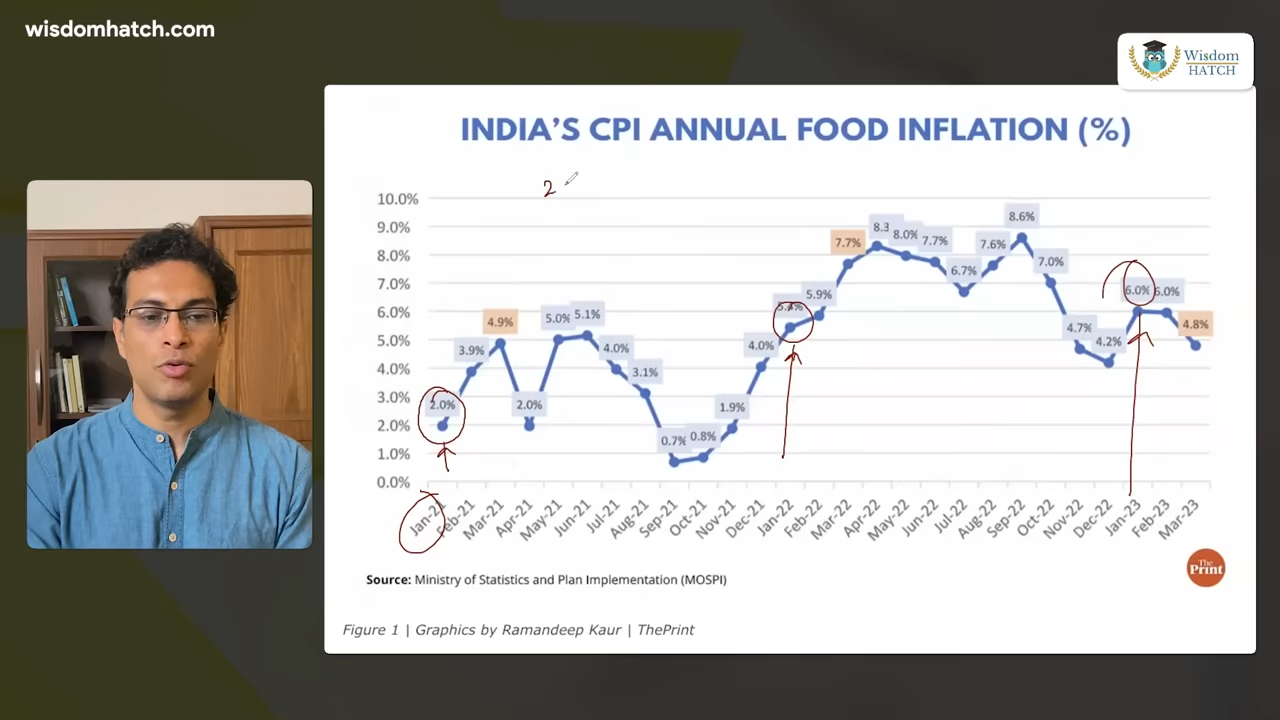 wisdomhatch.com
Wisdom
HATCH
INDIA'S CPI ANNUAL FOOD INFLATION (%)
2
10.0%
9.0%
8.0%
7.0%
6.0%
5.0%
4.0%
3.0%
2.0%
1.0%
0.0%
2.0%
3.9%
4.9%
2.0%
5.0%
5.1%
4.0%
3.1%
0.7%
0.8%
1.9%
4.0%
5.4%
5.9%
7.7%
8.3
8.0%
7.7%
6.7%
7.6%
8.6%
7.0%
4.7%
4.2%
6.0%
6.0%
4.8%
Jan-21
Feb-21
Mar-21
Apr-21
May-21
Jun-21
Jul-21
Aug-21
Sep-21
Oct-21
Nov-21
Dec-21
Jan-22
Feb-22
Mar-22
Apr-22
May-22
Jun-22
Jul-22
Aug-22
Sep-22
Oct-22
Nov-22
Dec-22
Jan-23
Feb-23
Mar-23
Source: Ministry of Statistics and Plan Implementation (MOSPI)
The
Print
Figure 1 | Graphics by Ramandeep Kaur | ThePrint